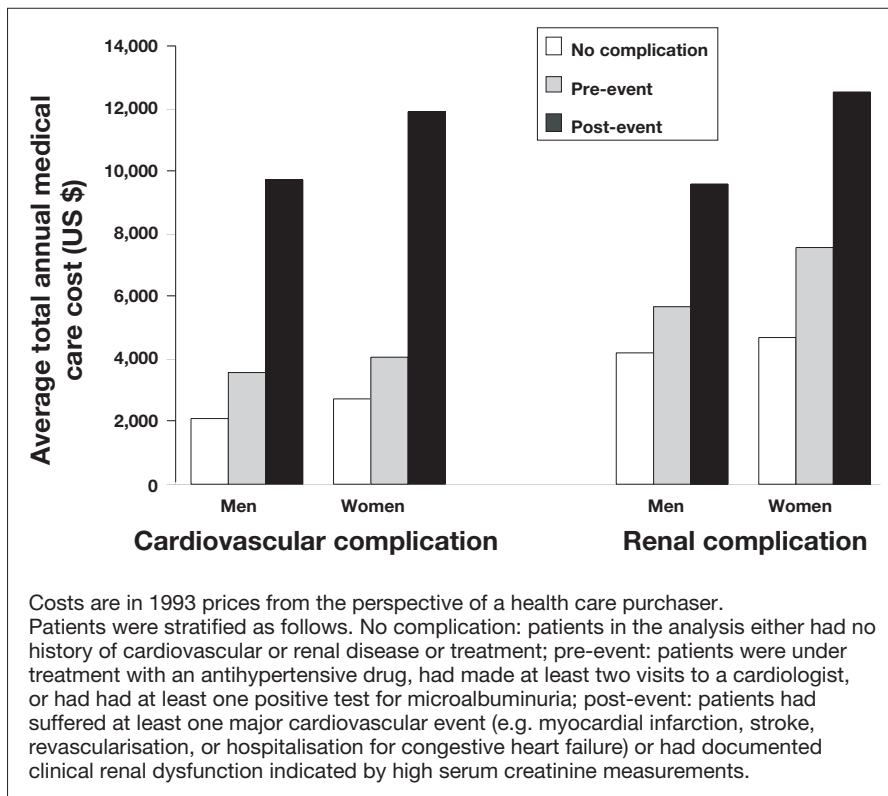 14,000
12,000
10,000
8,000
6,000
4,000
2,000
0
Average total annual medical
care cost (US $)
No complication
Pre-event
Post-event
Men
Women
Men
Women
Cardiovascular complication
Renal complication
Costs are in 1993 prices from the perspective of a health care purchaser.
Patients were stratified as follows. No complication: patients in the analysis either had no
history of cardiovascular or renal disease or treatment; pre-event: patients were under
treatment with an antihypertensive drug, had made at least two visits to a cardiologist,
or had had at least one positive test for microalbuminuria; post-event: patients had
suffered at least one major cardiovascular event (e.g. myocardial infarction, stroke,
revascularisation, or hospitalisation for congestive heart failure) or had documented
clinical renal dysfunction indicated by high serum creatinine measurements.